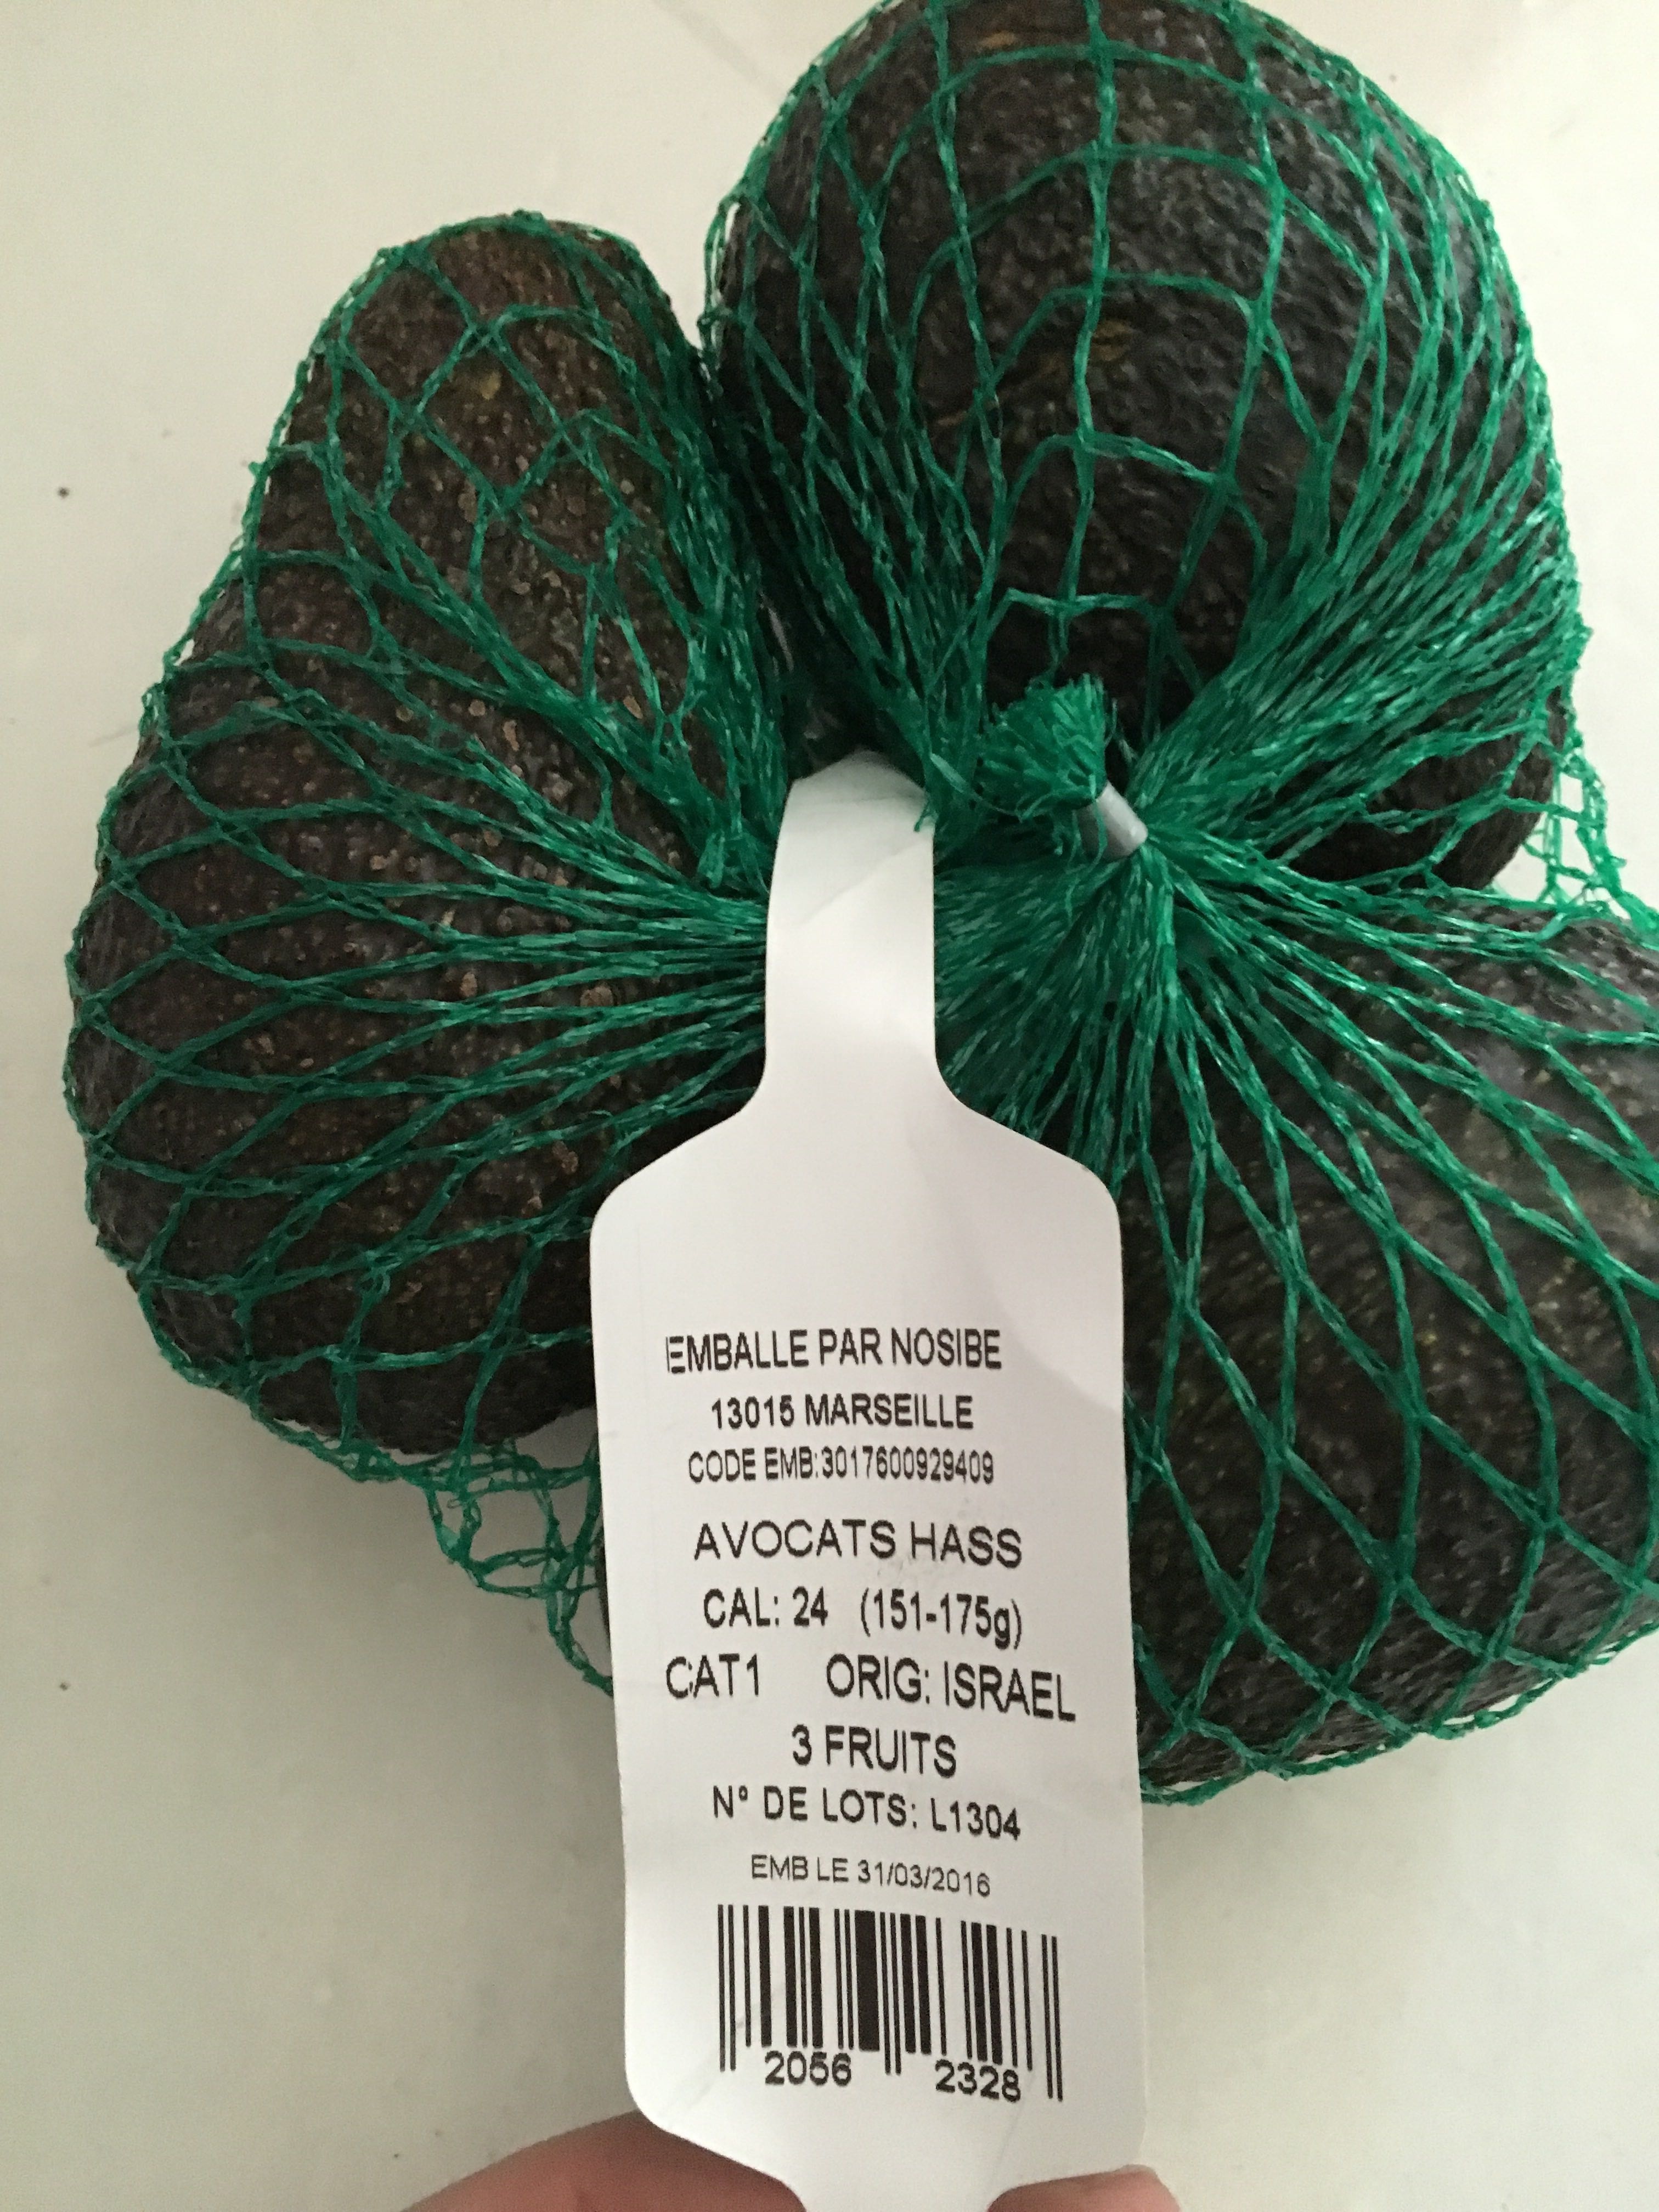 EMBALLE PAR NOSIBE
13015 MARSEILLE
CODE EMB:3017600929409
AVOCATS HASS
CAL: 24 (151-175g)
CAT1 ORIG: ISRAEL
3 FRUITS
N° DE LOTS: L1304
EMB LE 31/03/2016
2056 2328